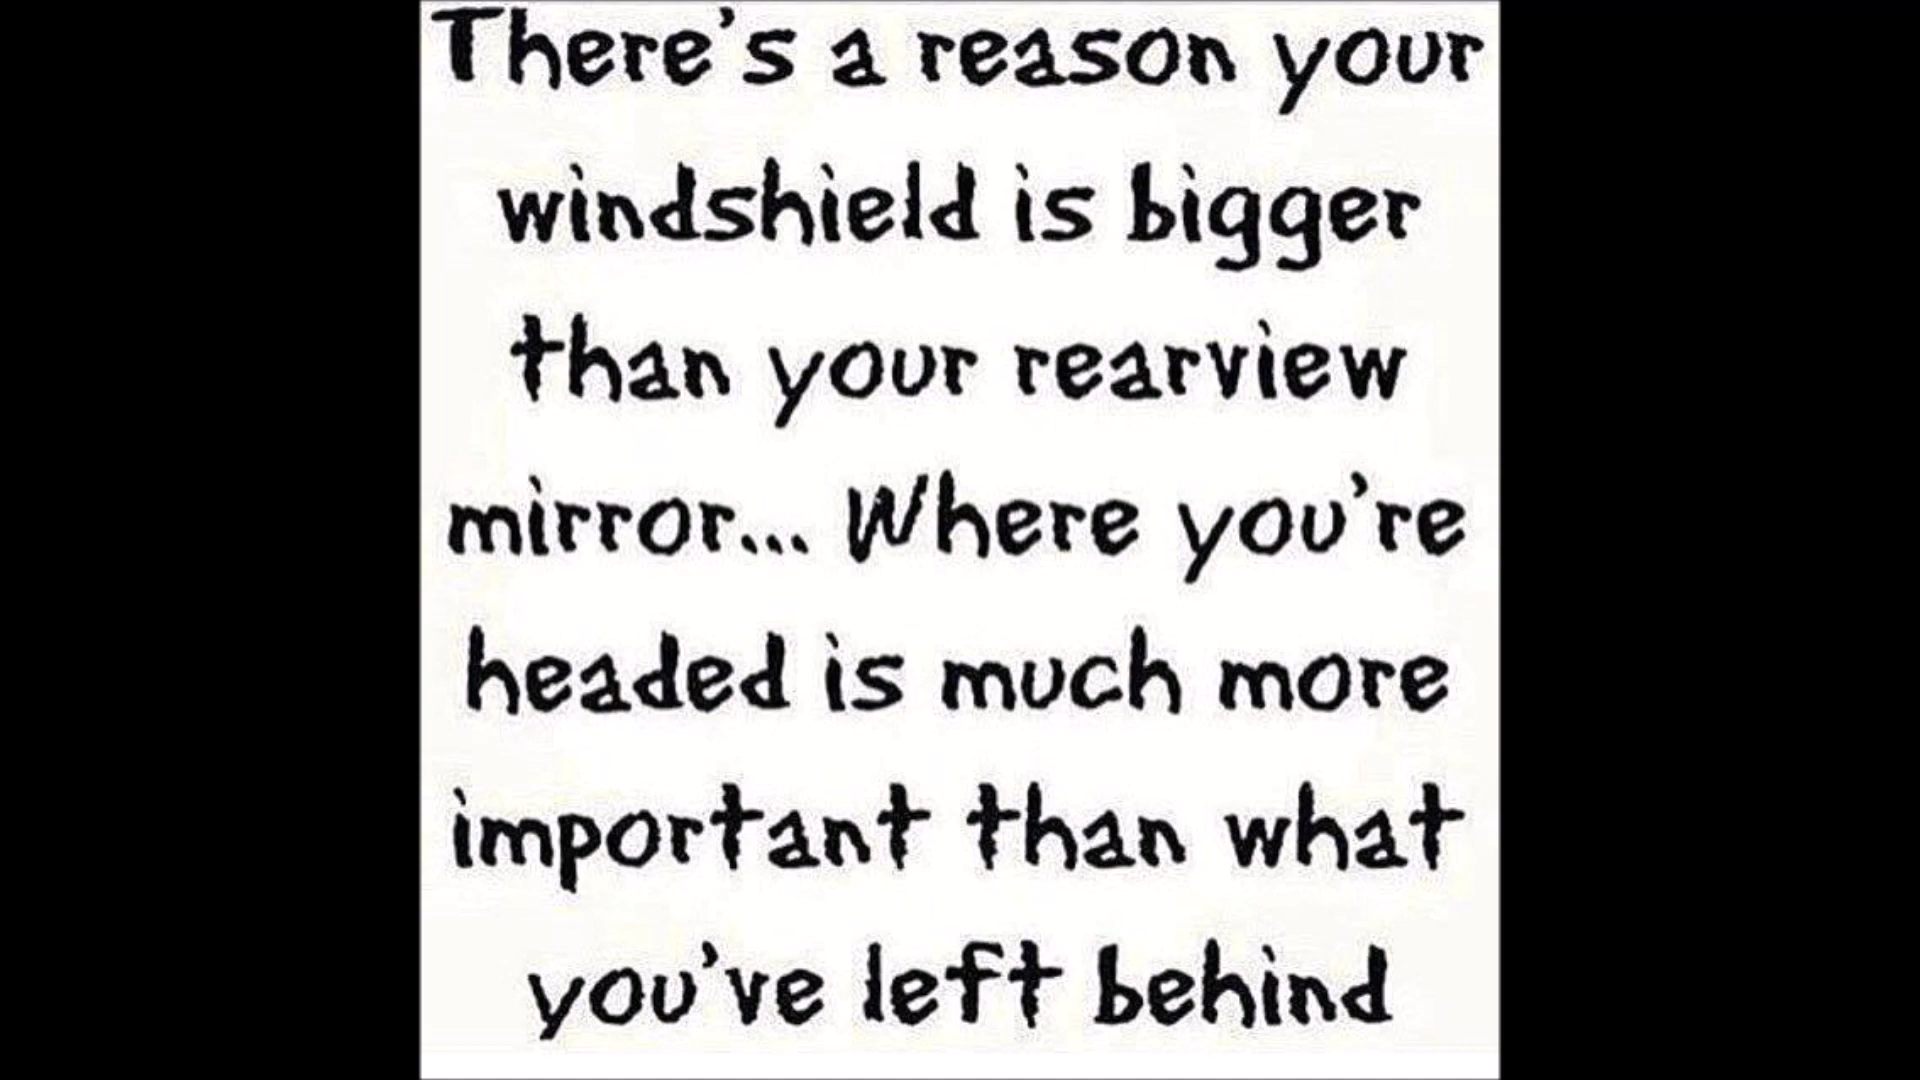 There's a reason your
windshield is bigger
than your rearview
mirror... Where you're
headed is much more
important than what
you've left behind